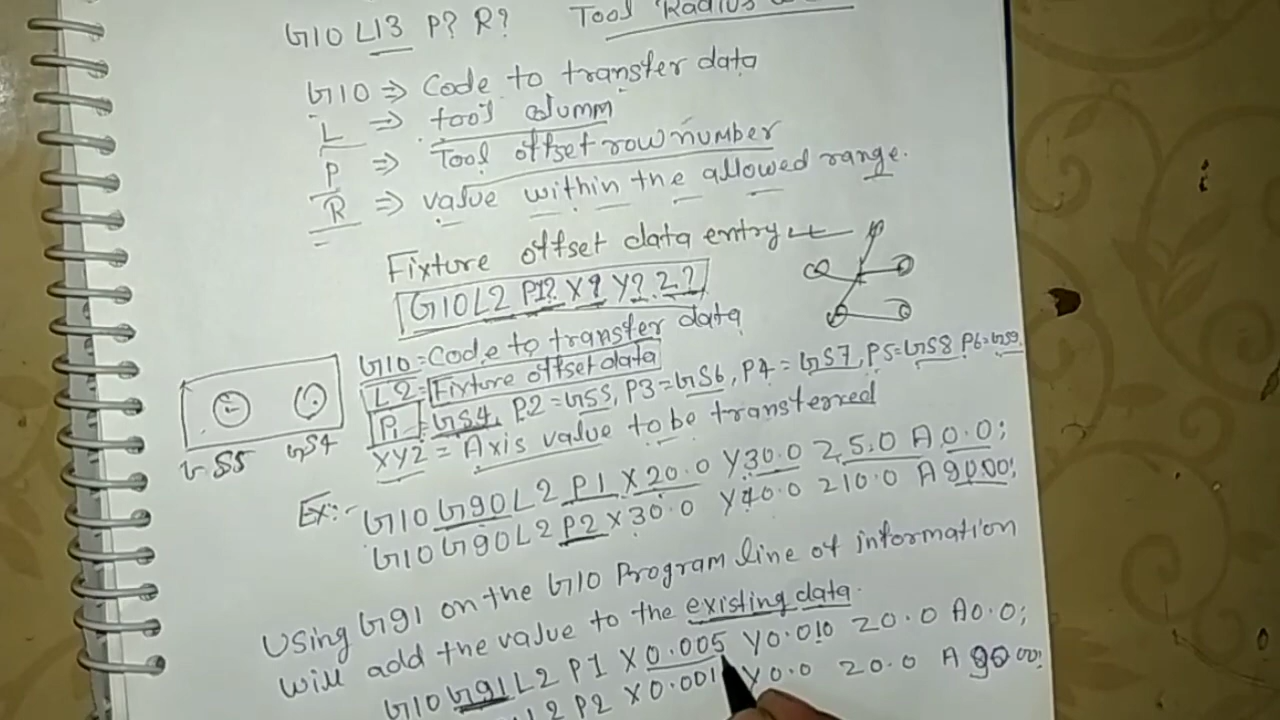 G10 L13 P? R? Tool Radius
G10 => Code to transfer data
L => tool column
P => Tool offset row number
R => value within the allowed range.
Fixture offset data entry
G10 L2 P1? X? Y? Z?
G10 = Code to transfer data
L2 = Fixture offset data
P1 = G54, P2 = G55, P3 = G56, P4 = G57, P5 = G58 P6 = G59
XYZ = Axis value to be transferred
G55 G54
Ex:- G10 G90 L2 P1 X20.0 Y30.0 Z5.0 A0.0;
G10 G90 L2 P2 X30.0 Y40.0 Z10.0 A90.00;
Using G91 on the G10 Program line of information
will add the value to the existing data.
G10 G91 L2 P1 X0.005 Y0.010 Z0.0 A0.0;
L2 P2 X0.001 Y0.0 Z0.0 A90.00;